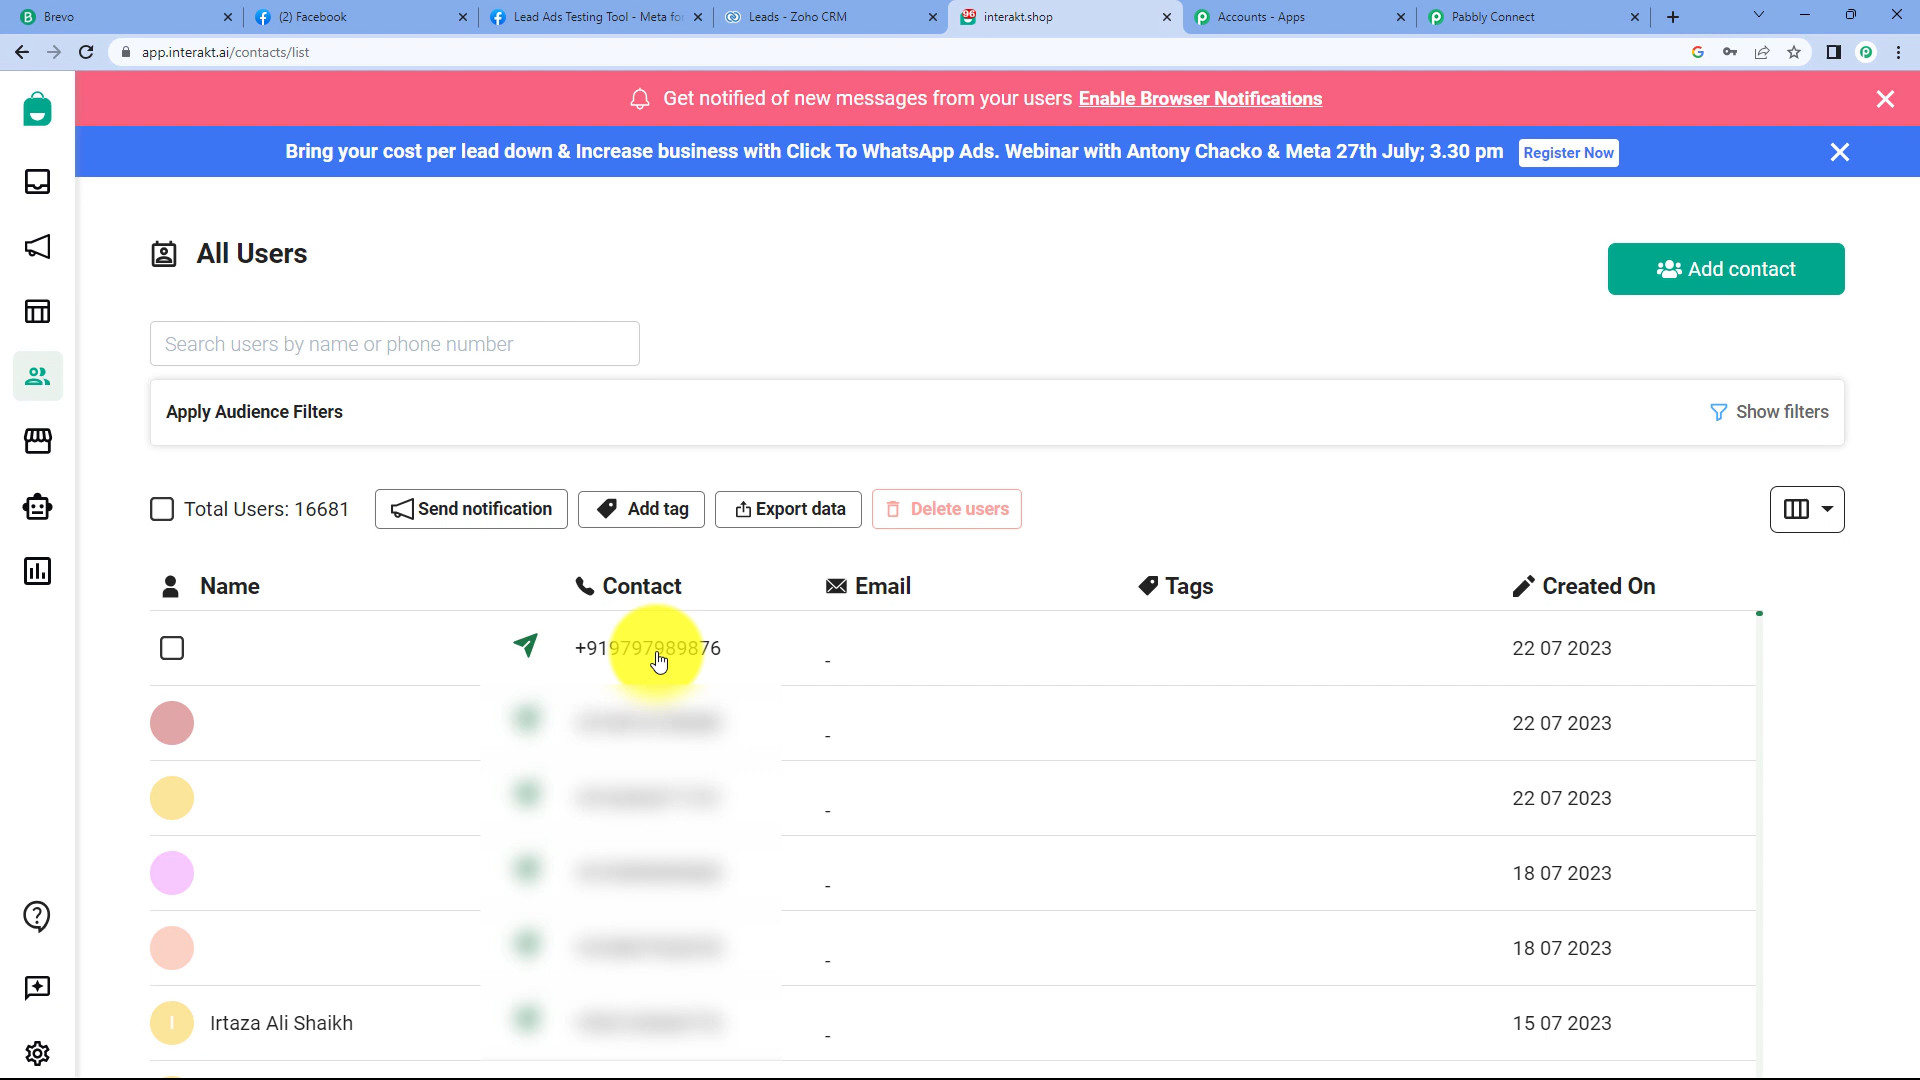 Brevo
(2) Facebook
Lead Ads Testing Tool - Meta fo
Leads - Zoho CRM
interakt.shop
Accounts - Apps
Pabbly Connect
app.interakt.ai/contacts/list
Get notified of new messages from your users Enable Browser Notifications
Bring your cost per lead down & Increase business with Click To WhatsApp Ads. Webinar with Antony Chacko & Meta 27th July; 3.30 pm Register Now
All Users
Add contact
Search users by name or phone number
Apply Audience Filters
Show filters
Total Users: 16681
Send notification
Add tag
Export data
Delete users
Name Contact Email Tags Created On
+919797989876 - 22 07 2023
- 22 07 2023
- 22 07 2023
- 18 07 2023
- 18 07 2023
I Irtaza Ali Shaikh - 15 07 2023